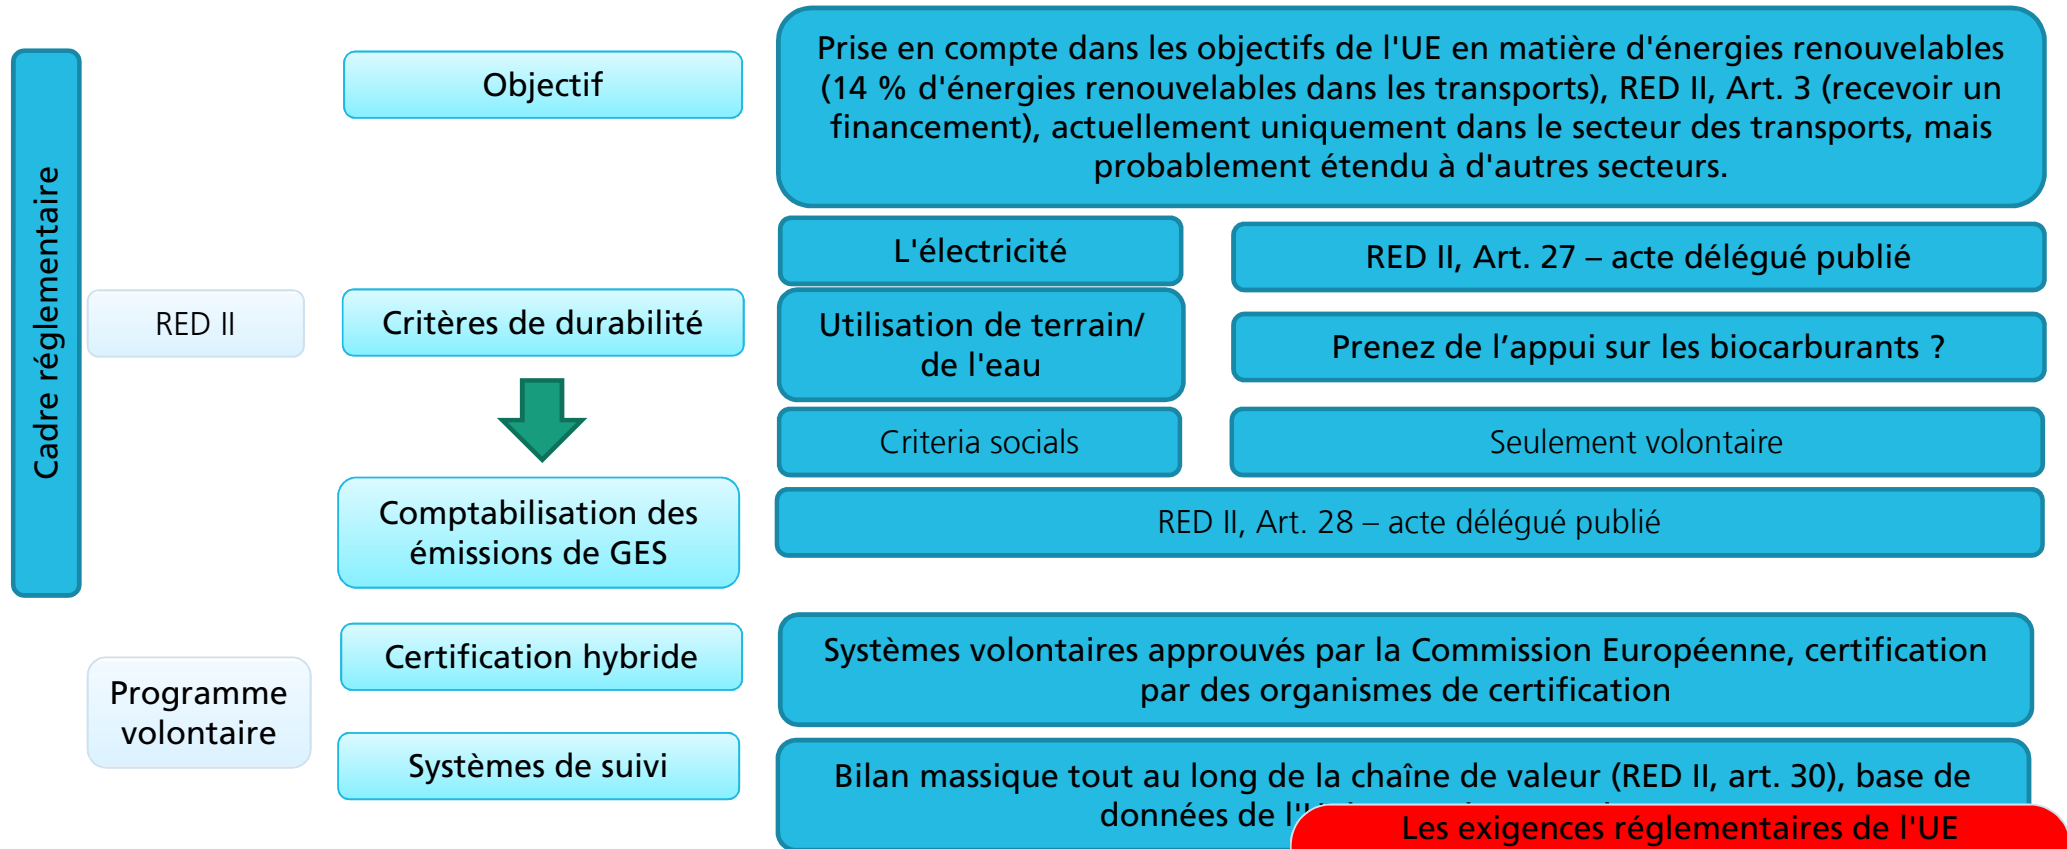 Cadre réglementaire
RED II
Objectif
Prise en compte dans les objectifs de l'UE en matière d'énergies renouvelables
(14 % d'énergies renouvelables dans les transports), RED II, Art. 3 (recevoir un
financement), actuellement uniquement dans le secteur des transports, mais
probablement étendu à d'autres secteurs.
Critères de durabilité
L'électricité
RED II, Art. 27 – acte délégué publié
Utilisation de terrain/
de l'eau
Prenez de l’appui sur les biocarburants ?
Criteria socials
Seulement volontaire
Comptabilisation des
émissions de GES
RED II, Art. 28 – acte délégué publié
Programme
volontaire
Certification hybride
Systèmes volontaires approuvés par la Commission Européenne, certification
par des organismes de certification
Systèmes de suivi
Bilan massique tout au long de la chaîne de valeur (RED II, art. 30), base de
données de
Les exigences réglementaires de l'UE